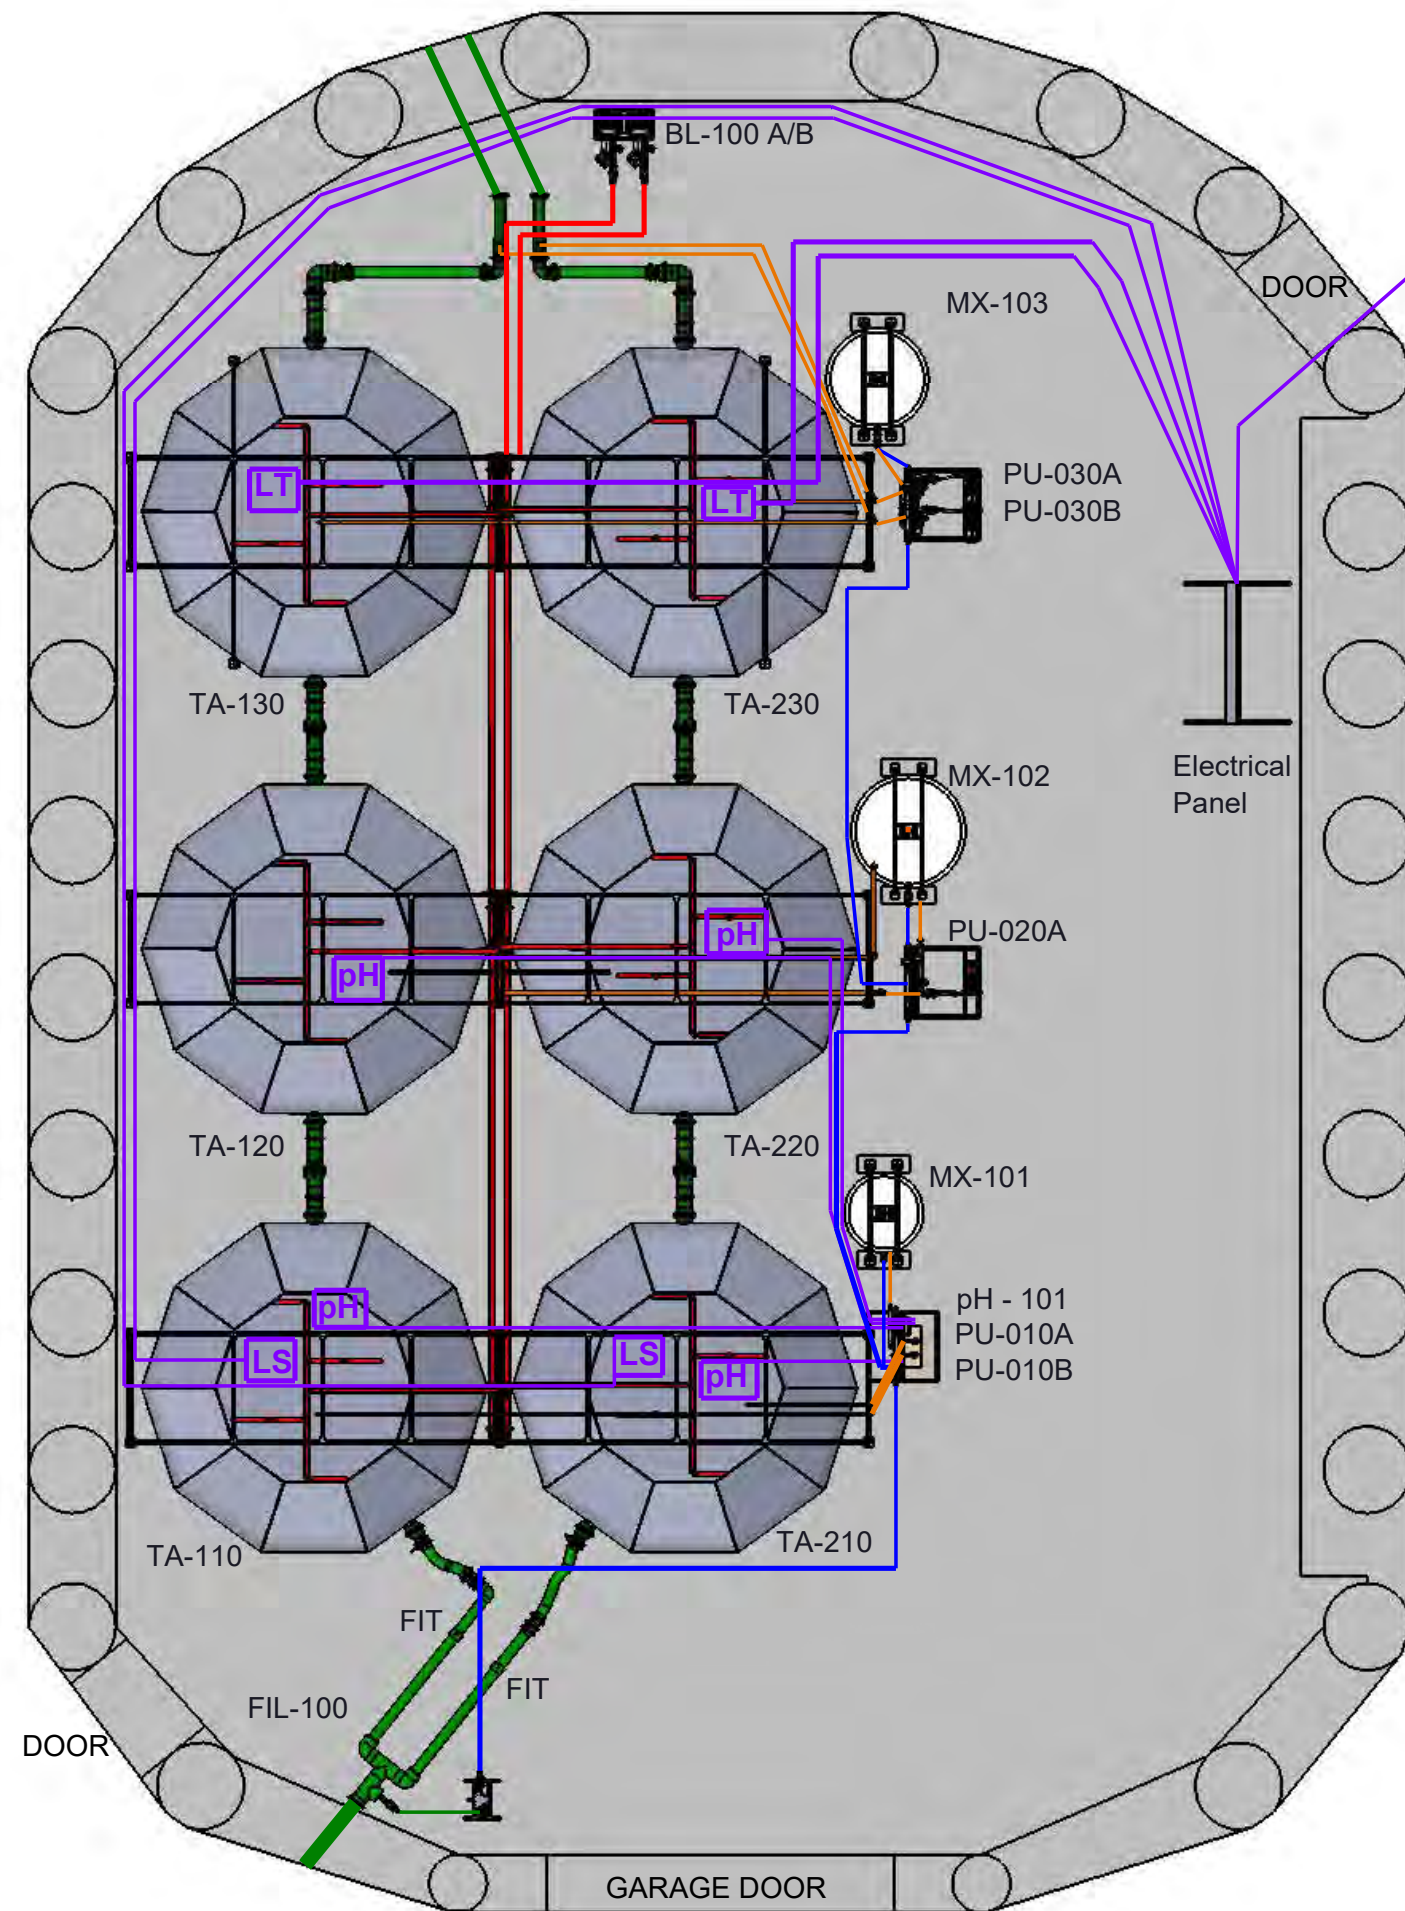 BL-100 A/B
DOOR
MX-103
LT
LT
PU-030A
PU-030B
TA-130
TA-230
Electrical
Panel
MX-102
pH
pH
PU-020A
TA-120
TA-220
MX-101
pH
LS
LS
pH
pH - 101
PU-010A
PU-010B
TA-110
TA-210
FIT
FIT
FIL-100
DOOR
GARAGE DOOR